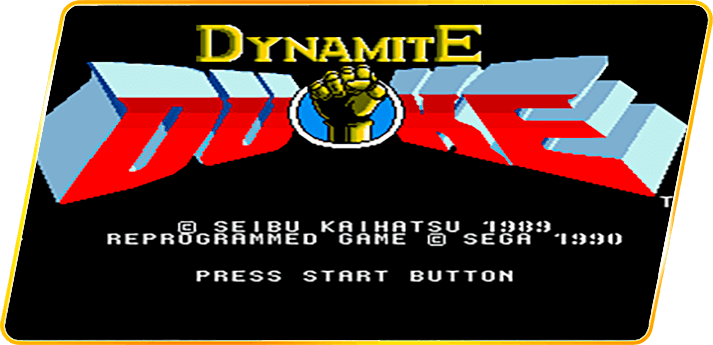 DYNAMITE
DUKE
T
© SEIBU KAIHATSU 1989
REPROGRAMMED GAME © SEGA 1990
PRESS START BUTTON